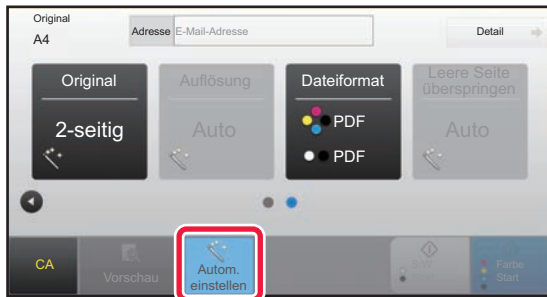 Original
A4
Adresse E-Mail-Adresse
Detail
Original
2-seitig
Auflösung
Auto
Dateiformat
PDF
PDF
Leere Seite
überspringen
Auto
CA
Vorschau
Autom.
einstellen
S/W
Start
Farbe
Start